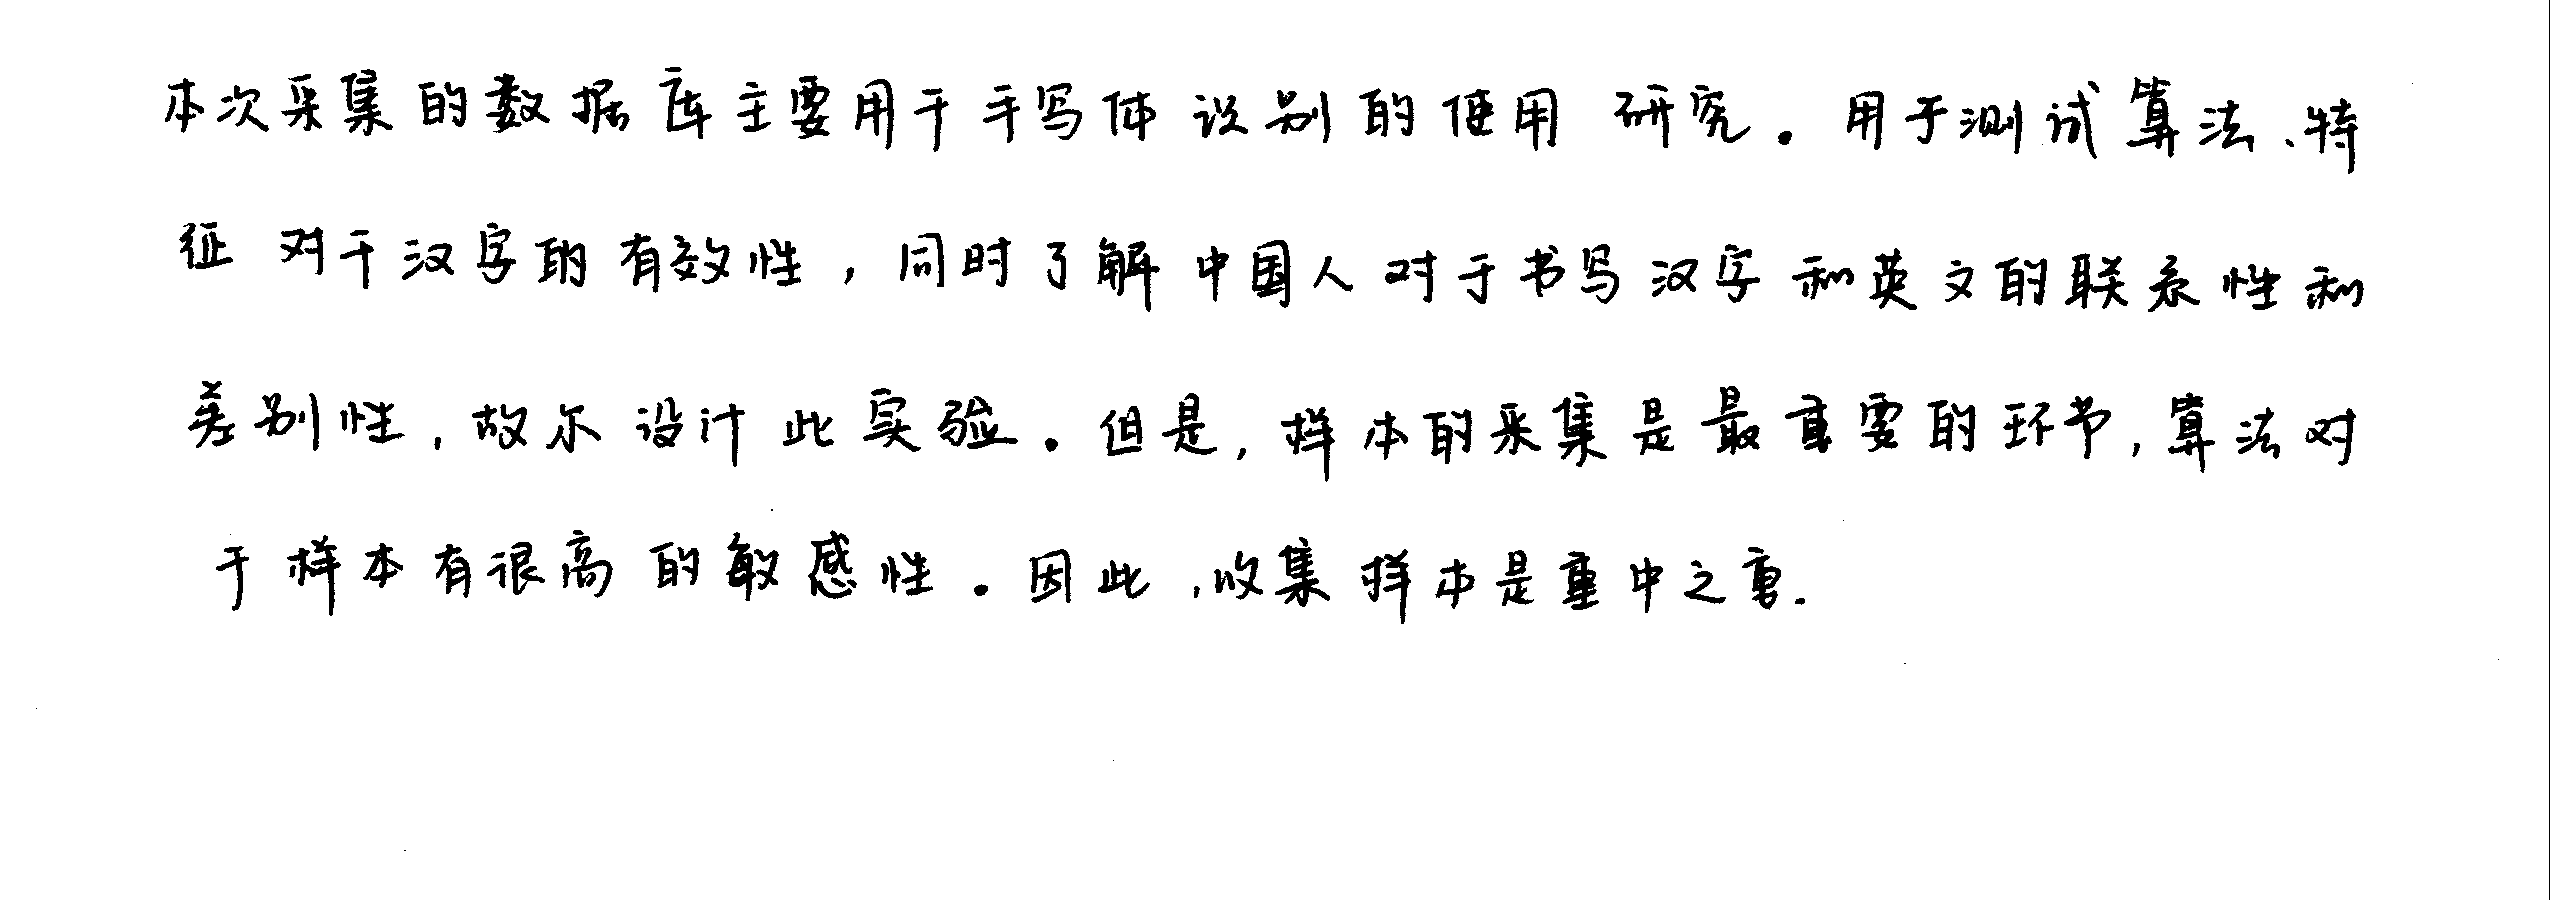 本次采集的数据库主要用于手写体识别的使用研究。用于测试算法、特
征对于汉字的有效性，同时了解中国人对于书写汉字和英文的联系性和
差别性，故尔设计此实验。但是，样本的采集是最重要的环节，算法对
于样本有很高的敏感性。因此，收集样本是重中之重.